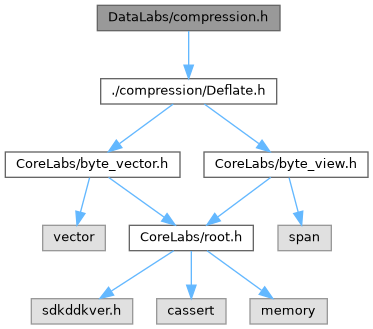 DataLabs/compression.h
./compression/Deflate.h
CoreLabs/byte_vector.h
CoreLabs/byte_view.h
vector
CoreLabs/root.h
span
sdkddkver.h
cassert
memory